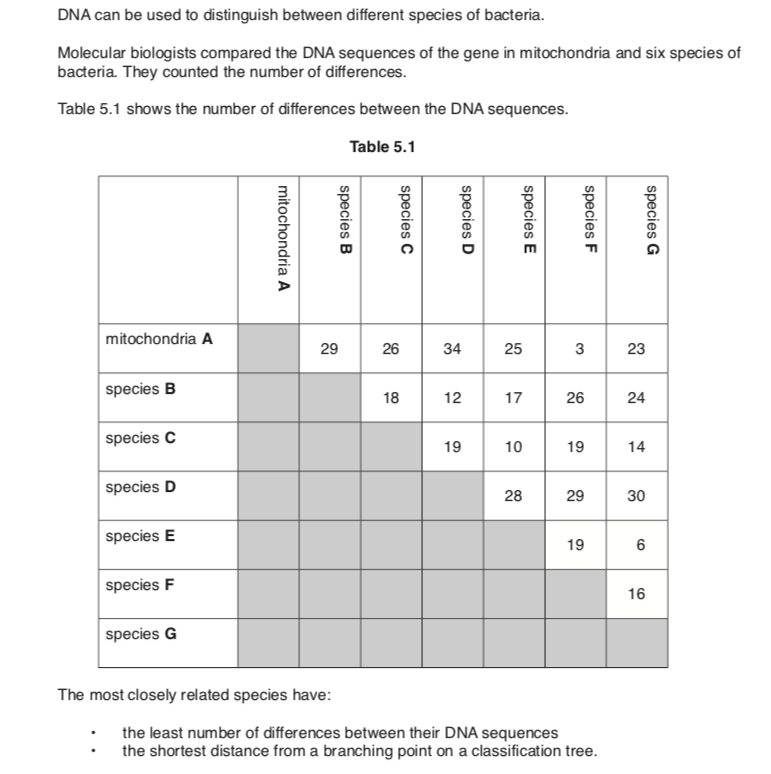 DNA can be used to distinguish between different species of bacteria.
Molecular biologists compared the DNA sequences of the gene in mitochondria and six species of
bacteria. They counted the number of differences.
Table 5.1 shows the number of differences between the DNA sequences.
Table 5.1
mitochondria A species B species C species D species E species F species G
mitochondria A 29 26 34 25 3 23
species B 18 12 17 26 24
species C 19 10 19 14
species D 28 29 30
species E 19 6
species F 16
species G
The most closely related species have:
• the least number of differences between their DNA sequences
• the shortest distance from a branching point on a classification tree.